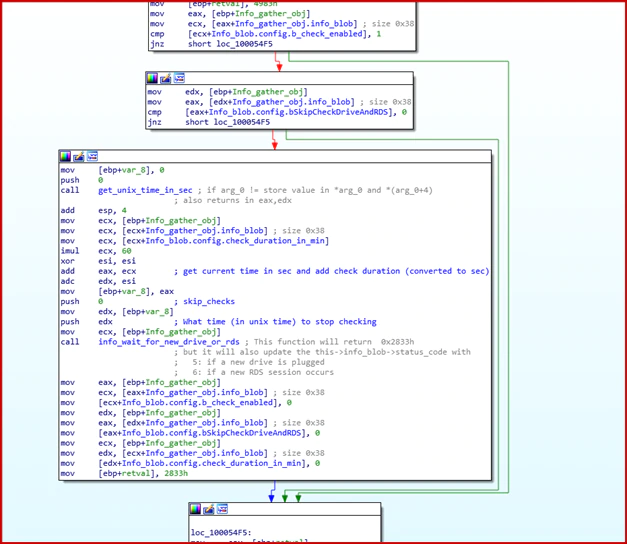 mov [ebp+retval], 4983h
mov eax, [ebp+Info_gather_obj]
mov ecx, [eax+Info_gather_obj.info_blob] ; size 0x38
cmp [ecx+Info_blob.config.b_check_enabled], 1
jnz short loc_100054F5
mov edx, [ebp+Info_gather_obj]
mov eax, [edx+Info_gather_obj.info_blob] ; size 0x38
cmp [eax+Info_blob.config.bSkipCheckDriveAndRDS], 0
jnz short loc_100054F5
mov [ebp+var_8], 0
push 0
call get_unix_time_in_sec ; if arg_0 != store value in *arg_0 and *(arg_0+4)
; also returns in eax,edx
add esp, 4
mov ecx, [ebp+Info_gather_obj]
mov ecx, [ecx+Info_gather_obj.info_blob] ; size 0x38
mov ecx, [ecx+Info_blob.config.check_duration_in_min]
imul ecx, 60
xor esi, esi
add eax, ecx ; get current time in sec and add check duration (converted to sec)
adc edx, esi
mov [ebp+var_8], eax
push 0 ; skip_checks
mov edx, [ebp+var_8]
push edx ; What time (in unix time) to stop checking
mov ecx, [ebp+Info_gather_obj]
call info_wait_for_new_drive_or_rds ; This function will return 0x2833h
; but it will also update the this->info_blob->status_code with
; 5: if a new drive is plugged
; 6: if a new RDS session occurs
mov eax, [ebp+Info_gather_obj]
mov ecx, [eax+Info_gather_obj.info_blob] ; size 0x38
mov [ecx+Info_blob.config.b_check_enabled], 0
mov edx, [ebp+Info_gather_obj]
mov eax, [edx+Info_gather_obj.info_blob] ; size 0x38
mov [eax+Info_blob.config.bSkipCheckDriveAndRDS], 0
mov ecx, [ebp+Info_gather_obj]
mov edx, [ecx+Info_gather_obj.info_blob] ; size 0x38
mov [edx+Info_blob.config.check_duration_in_min], 0
mov [ebp+retval], 2833h
loc_100054F5: